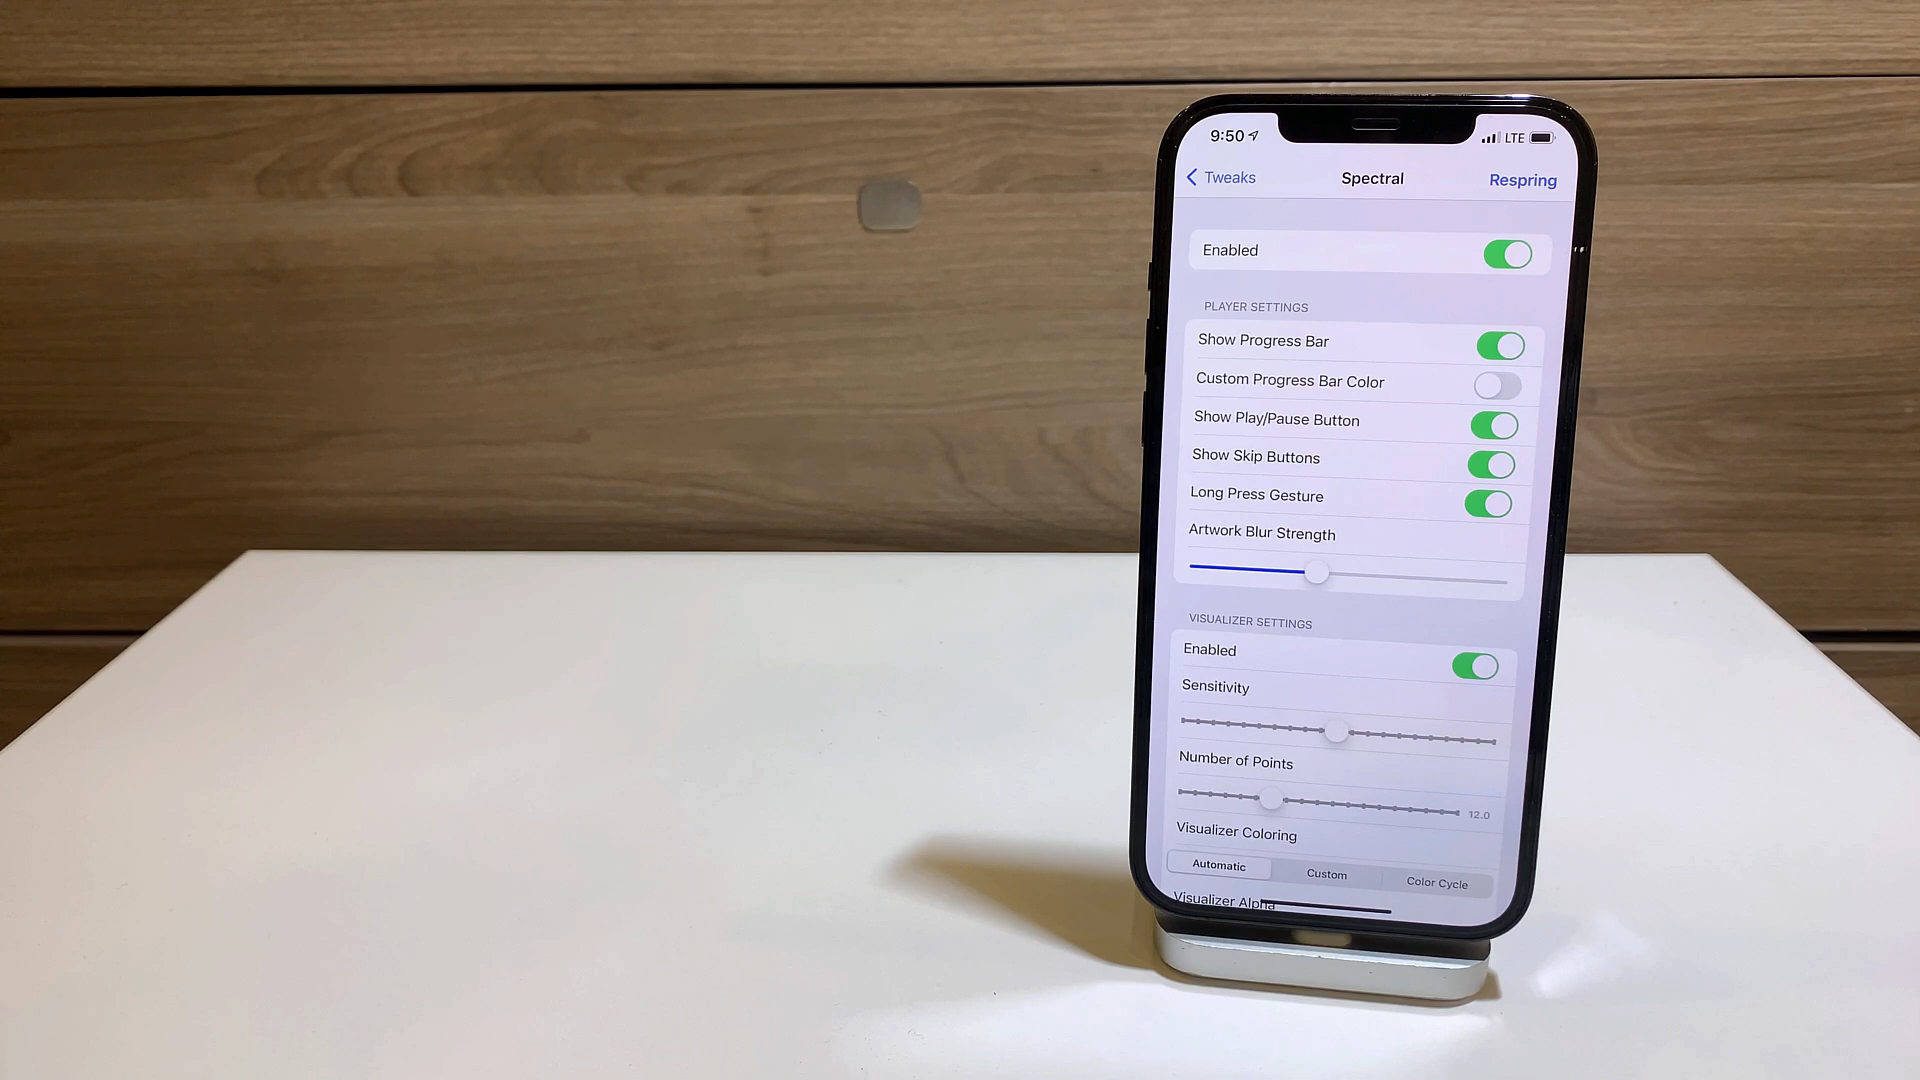 9:50 LTE
Tweaks Spectral Respring
Enabled
PLAYER SETTINGS
Show Progress Bar
Custom Progress Bar Color
Show Play/Pause Button
Show Skip Buttons
Long Press Gesture
Artwork Blur Strength
VISUALIZER SETTINGS
Enabled
Sensitivity
Number of Points
12.0
Visualizer Coloring
Automatic Custom Color Cycle
Visualizer Alpha